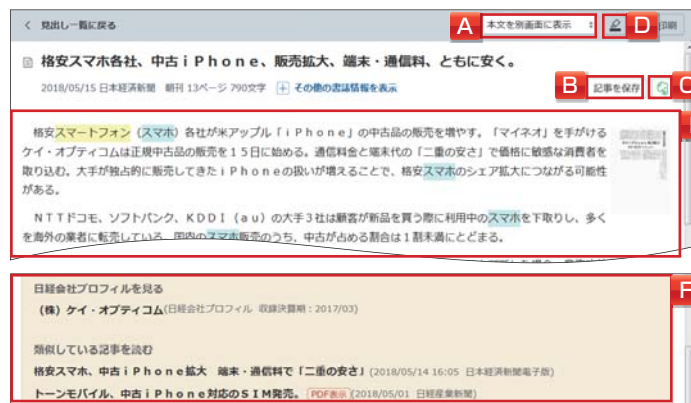 く 見出し一覧に戻る
A 本文を別画面に表示 D 印刷
格安スマホ各社、中古iPhone、販売拡大、端末・通信料、ともに安く。
2018/05/15 日本経済新聞 朝刊 13ページ 790文字 + その他の書誌情報を表示
B 記事を保存 C
格安スマートフォン(スマホ)各社が米アップル「iPhone」の中古品の販売を増やす。「マイネオ」を手がける
ケイ・オプティコムは正規中古品の販売を15日に始める。通信料金と端末代の「二重の安さ」で価格に敏感な消費者を
取り込む。大手が独占的に販売してきたiPhoneの扱いが増えることで、格安スマホのシェア拡大につながる可能性
がある。
NTTドコモ、ソフトバンク、KDDI(au)の大手3社は顧客が新品を買う際に利用中のスマホを下取りし、多く
を海外の業者に転売している。国内のスマホ販売のうち、中古が占める割合は1割未満にとどまる。
F
日経会社プロフィルを見る
(株)ケイ・オプティコム(日経会社プロフィル 収録決算期:2017/03)
類似している記事を読む
格安スマホ、中古iPhone拡大 端末・通信料で「二重の安さ」(2018/05/14 16:05 日本経済新聞電子版)
トーンモバイル、中古iPhone対応のSIM発売。 PDF表示 (2018/05/01 日経産業新聞)